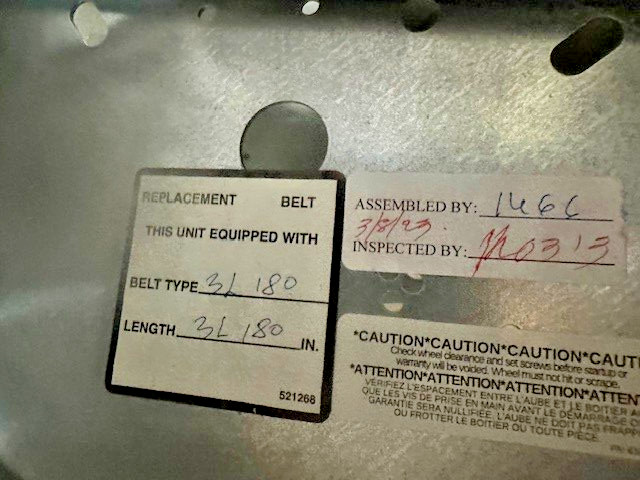 REPLACEMENT BELT
THIS UNIT EQUIPPED WITH
BELT TYPE 3L 180
LENGTH 3L 180 IN.
521268
ASSEMBLED BY:
3/8/23
INSPECTED BY:
*CAUTION*CAUTION*CAUTION*CAUTI
Check wheel clearance and set screws before startup or
warranty will be voided. Wheel must not hit or scrape.
*ATTENTION*ATTENTION*ATTENTION*ATTEN
VERIFIEZ L'ESPACEMENT ENTRE L'AUBE ET LE BOITIER
QUE LES VIS DE PRISE EN MAIN AVANT LE DEMARRAGE
GARANTIE SERA NULLIFIEE. L'AUBE NE DOIT PAS FRAPP
OU FROTTER LE BOITIER OU TOUTE PIECE